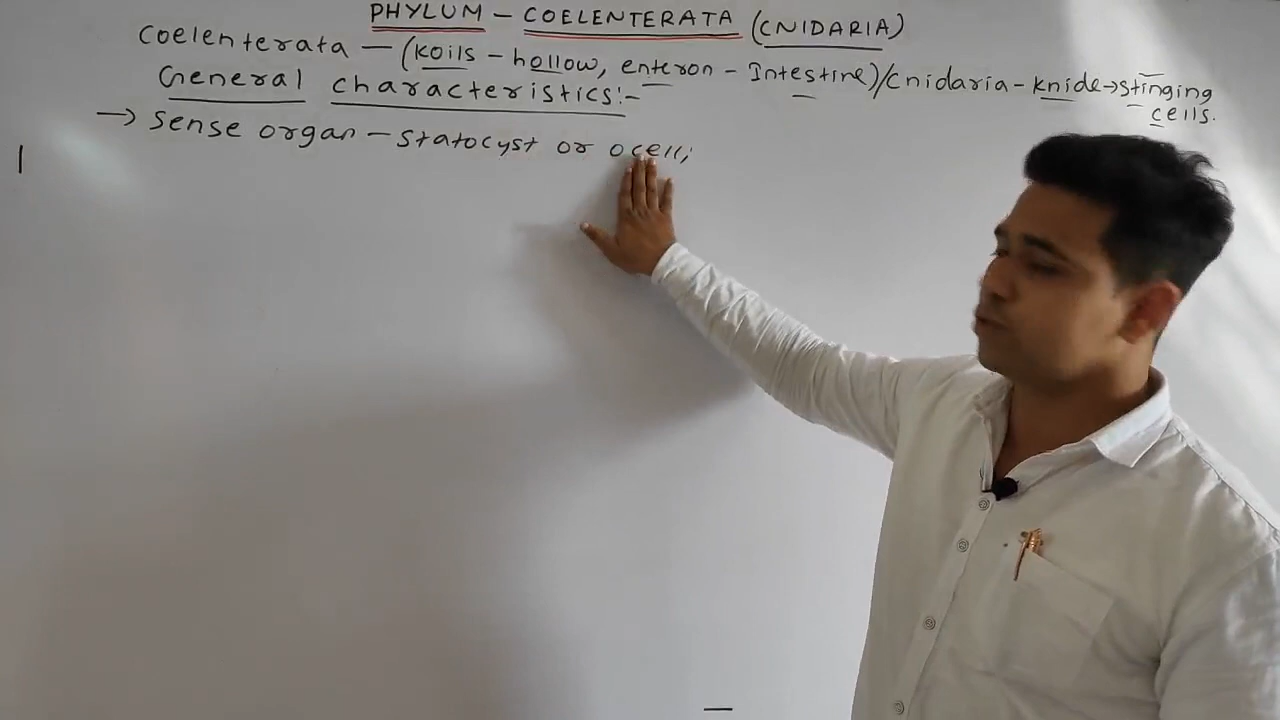 PHYLUM - COELENTERATA (CNIDARIA)
Coelenterata — (Koils - hollow, enteron - Intestine)/Cnidaria - knide → stinging cells.
General characteristics:-
→ Sense organ - Statocyst or ocelli